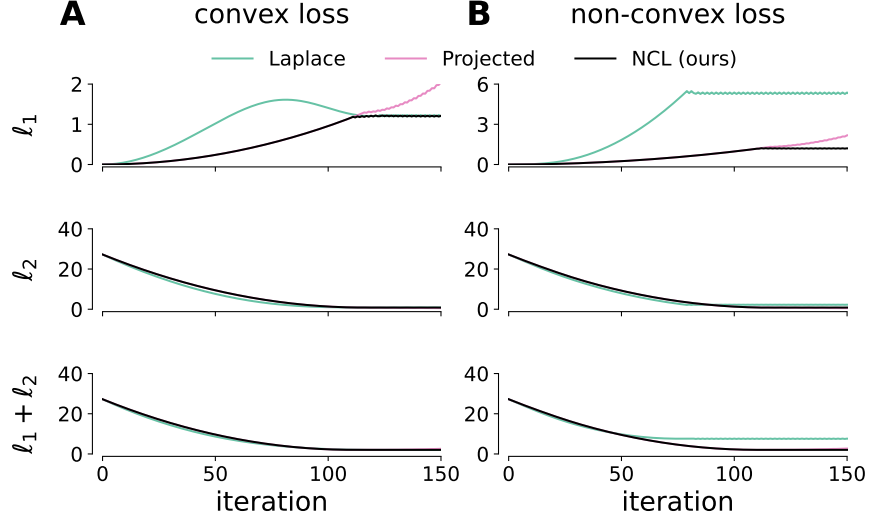 A convex loss B non-convex loss
Laplace Projected NCL (ours)
2 6
1 3
0 0
ℓ1
40 40
20 20
0 0
ℓ2
40 40
20 20
0 0
ℓ1 + ℓ2
0 50 100 150 0 50 100 150
iteration iteration